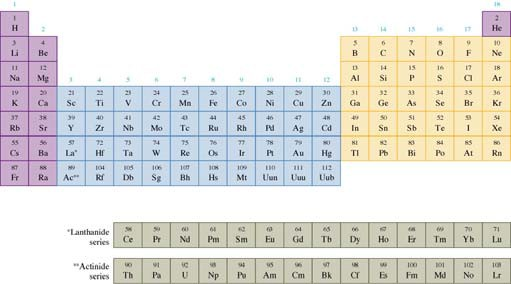 1 18
1 2 13 14 15 16 17 2
H He
3 4 5 6 7 8 9 10
Li Be B C N O F Ne
11 12 13 14 15 16 17 18
Na Mg 3 4 5 6 7 8 9 10 11 12 Al Si P S Cl Ar
19 20 21 22 23 24 25 26 27 28 29 30 31 32 33 34 35 36
K Ca Sc Ti V Cr Mn Fe Co Ni Cu Zn Ga Ge As Se Br Kr
37 38 39 40 41 42 43 44 45 46 47 48 49 50 51 52 53 54
Rb Sr Y Zr Nb Mo Tc Ru Rh Pd Ag Cd In Sn Sb Te I Xe
55 56 57 72 73 74 75 76 77 78 79 80 81 82 83 84 85 86
Cs Ba La* Hf Ta W Re Os Ir Pt Au Hg Tl Pb Bi Po At Rn
87 88 89 104 105 106 107 108 109 110 111 112
Fr Ra Ac** Rf Db Sg Bh Hs Mt Uun Uuu Uub
*Lanthanide series
58 59 60 61 62 63 64 65 66 67 68 69 70 71
Ce Pr Nd Pm Sm Eu Gd Tb Dy Ho Er Tm Yb Lu
**Actinide series
90 91 92 93 94 95 96 97 98 99 100 101 102 103
Th Pa U Np Pu Am Cm Bk Cf Es Fm Md No Lr